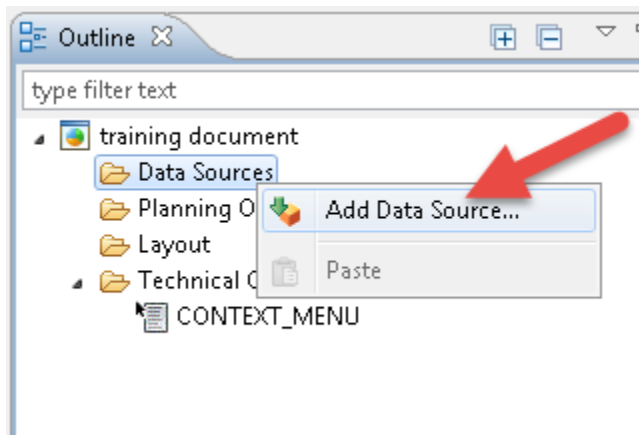 Outline
type filter text
training document
Data Sources
Add Data Source...
Planning O
Layout
Paste
Technical
CONTEXT_MENU